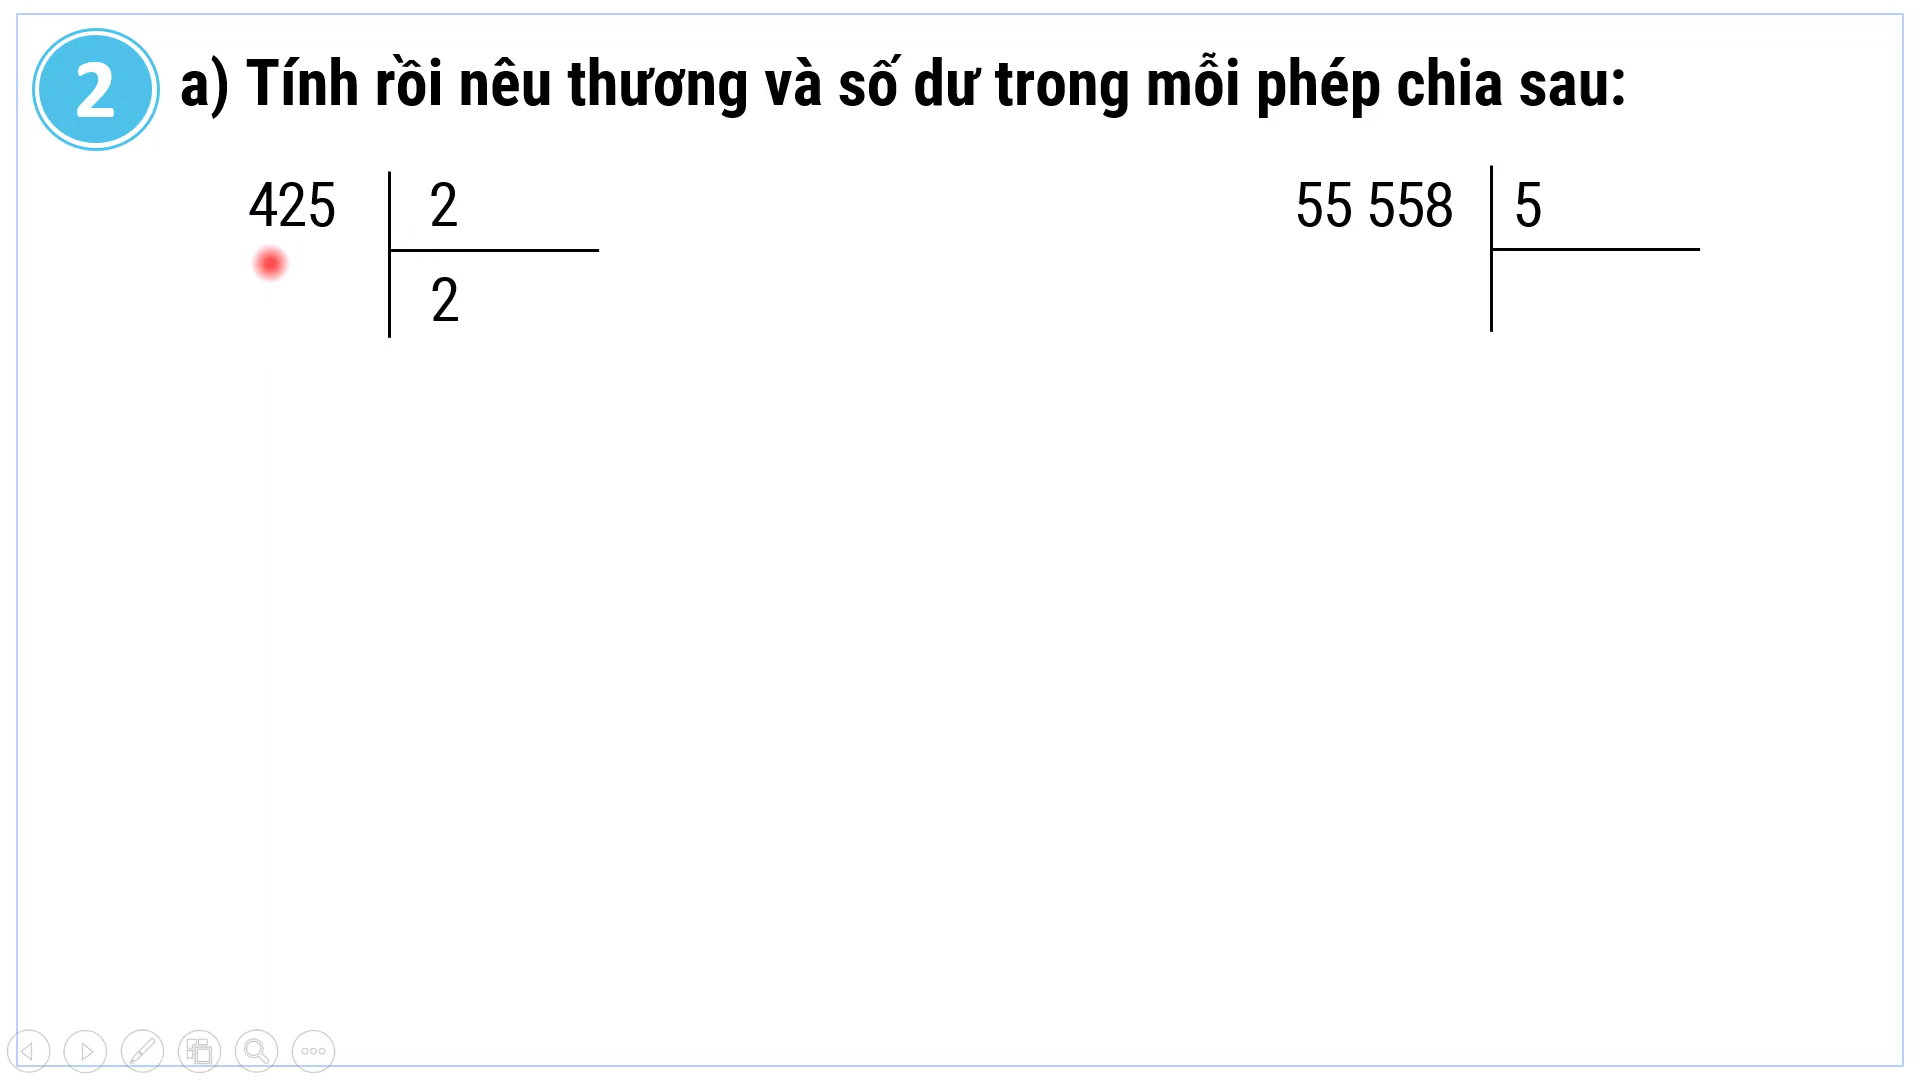 2 a) Tính rồi nêu thương và số dư trong mỗi phép chia sau:
425 2 55 558 5
2